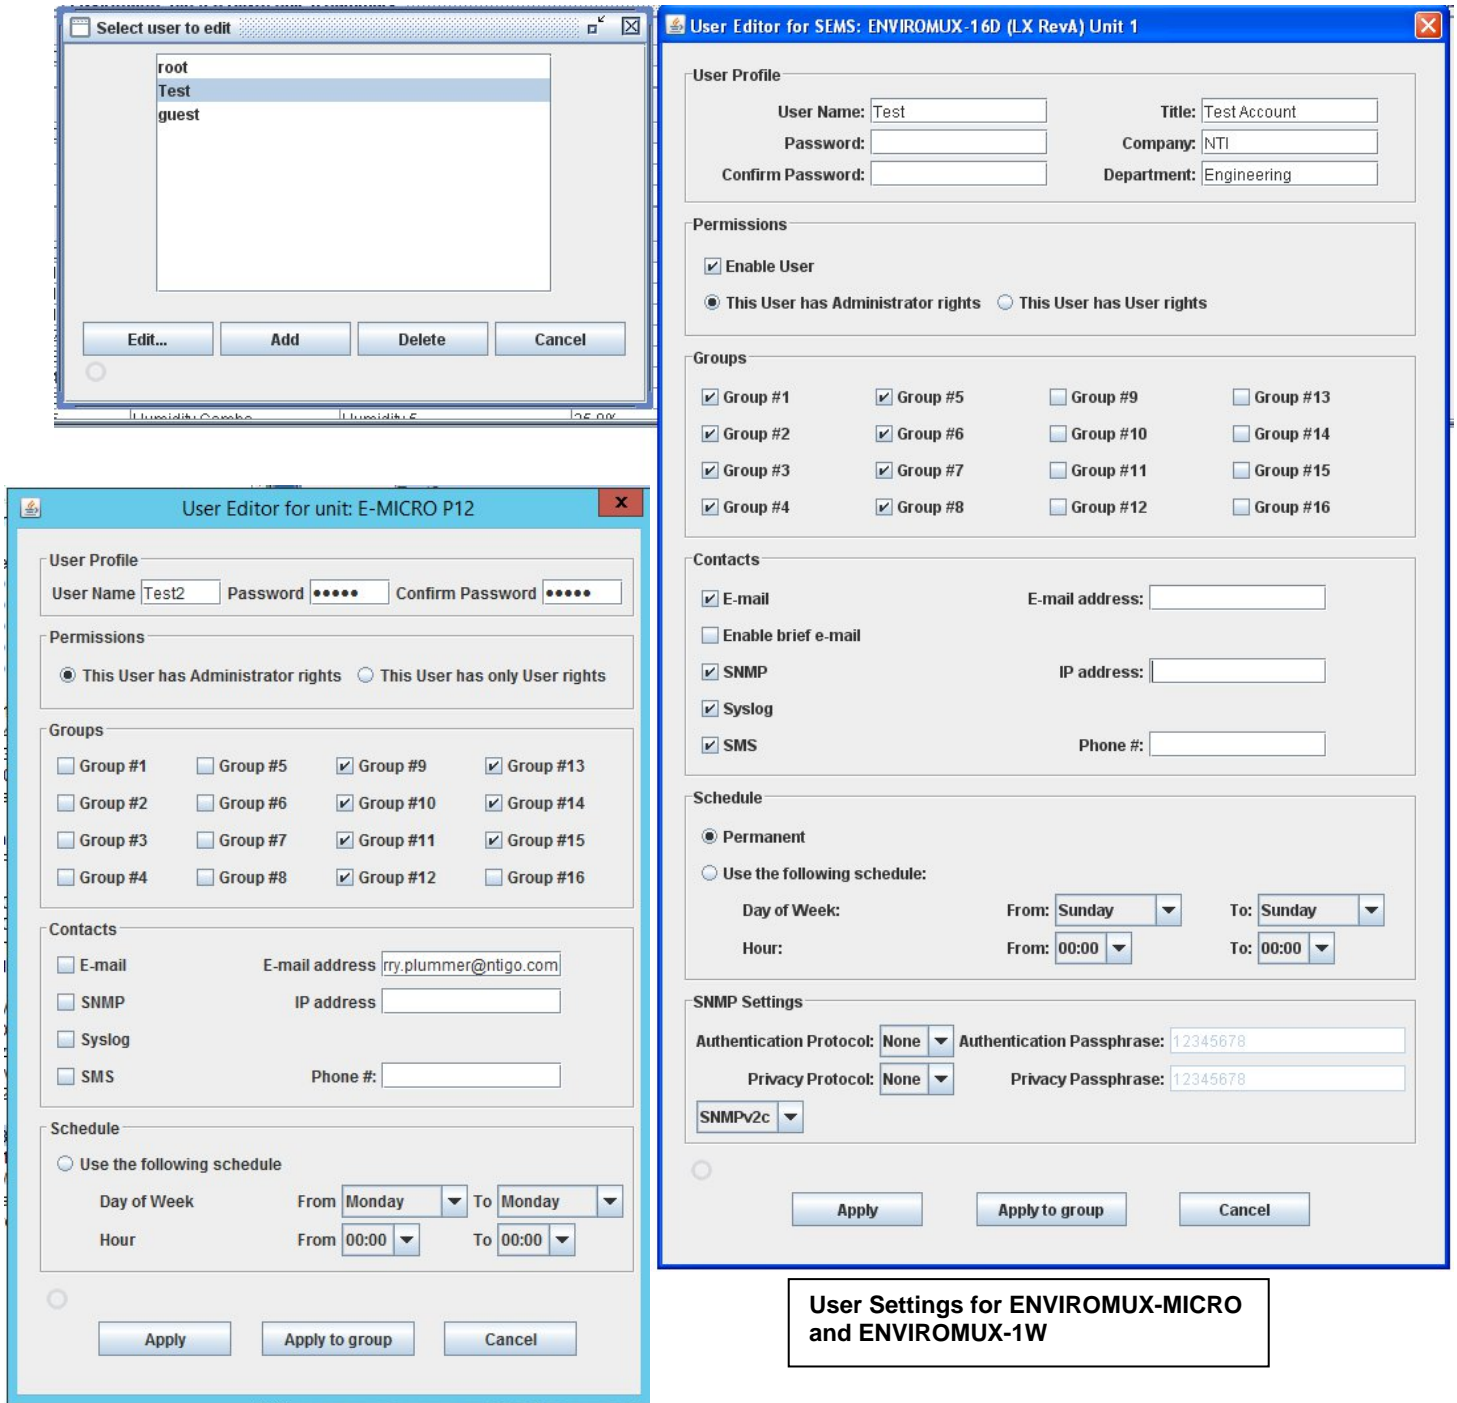 Select user to edit
root
Test
guest
Edit... Add Delete Cancel
Humidity Combo Humidity 5 25.0%
User Editor for SEMS: ENVIROMUX-16D (LX RevA) Unit 1
User Profile
User Name: Test Title: Test Account
Password: Company: NTI
Confirm Password: Department: Engineering
Permissions
Enable User
This User has Administrator rights This User has User rights
Groups
Group #1 Group #5 Group #9 Group #13
Group #2 Group #6 Group #10 Group #14
Group #3 Group #7 Group #11 Group #15
Group #4 Group #8 Group #12 Group #16
Contacts
E-mail E-mail address:
Enable brief e-mail
SNMP IP address:
Syslog
SMS Phone #:
Schedule
Permanent
Use the following schedule:
Day of Week: From: Sunday To: Sunday
Hour: From: 00:00 To: 00:00
SNMP Settings
Authentication Protocol: None Authentication Passphrase: 12345678
Privacy Protocol: None Privacy Passphrase: 12345678
SNMPv2c
Apply Apply to group Cancel
User Editor for unit: E-MICRO P12 x
User Profile
User Name Test2 Password ••••• Confirm Password •••••
Permissions
This User has Administrator rights This User has only User rights
Groups
Group #1 Group #5 Group #9 Group #13
Group #2 Group #6 Group #10 Group #14
Group #3 Group #7 Group #11 Group #15
Group #4 Group #8 Group #12 Group #16
Contacts
E-mail E-mail address rry.plummer@ntigo.com
SNMP IP address
Syslog
SMS Phone #:
Schedule
Use the following schedule
Day of Week From Monday To Monday
Hour From 00:00 To 00:00
Apply Apply to group Cancel
User Settings for ENVIROMUX-MICRO
and ENVIROMUX-1W